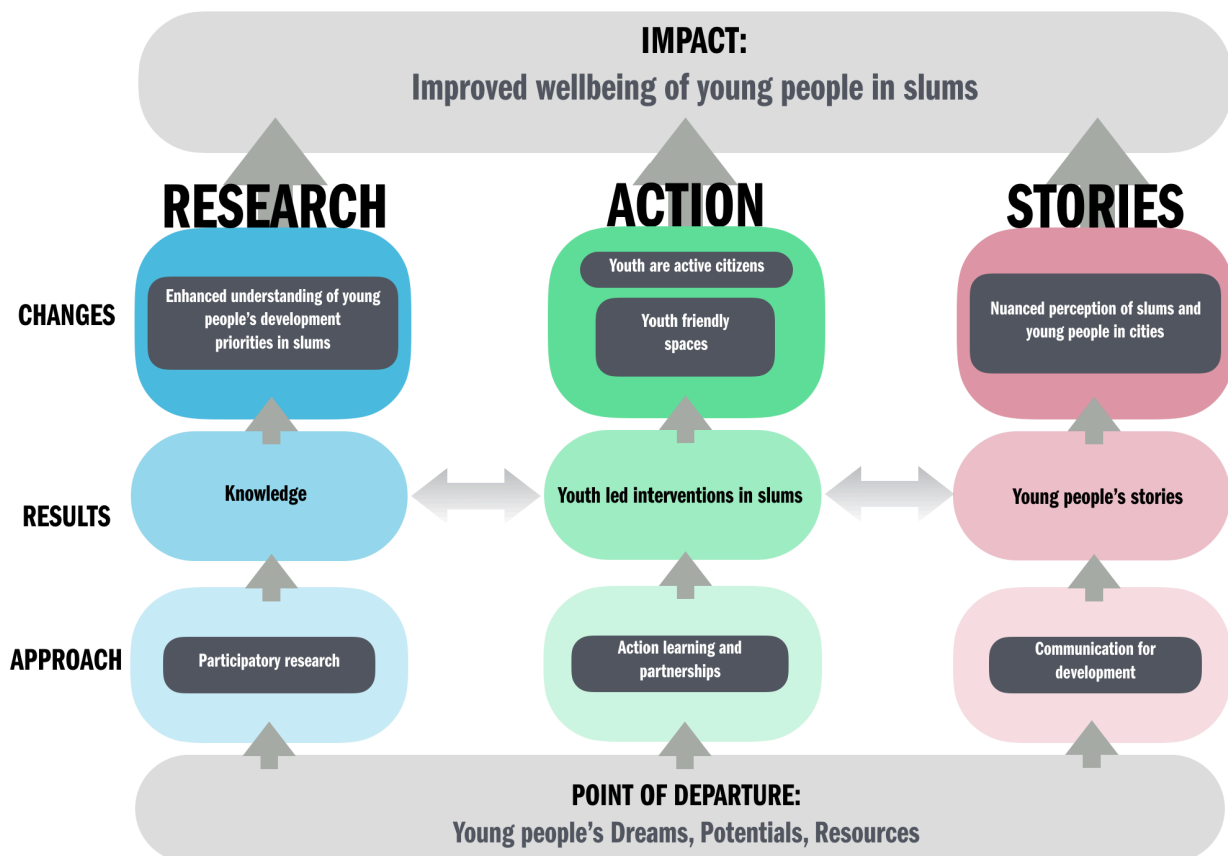 IMPACT:
Improved wellbeing of young people in slums
RESEARCH
ACTION
STORIES
CHANGES
Enhanced understanding of young
people’s development
priorities in slums
Youth are active citizens
Youth friendly
spaces
Nuanced perception of slums and
young people in cities
RESULTS
Knowledge
Youth led interventions in slums
Young people’s stories
APPROACH
Participatory research
Action learning and
partnerships
Communication for
development
POINT OF DEPARTURE:
Young people’s Dreams, Potentials, Resources